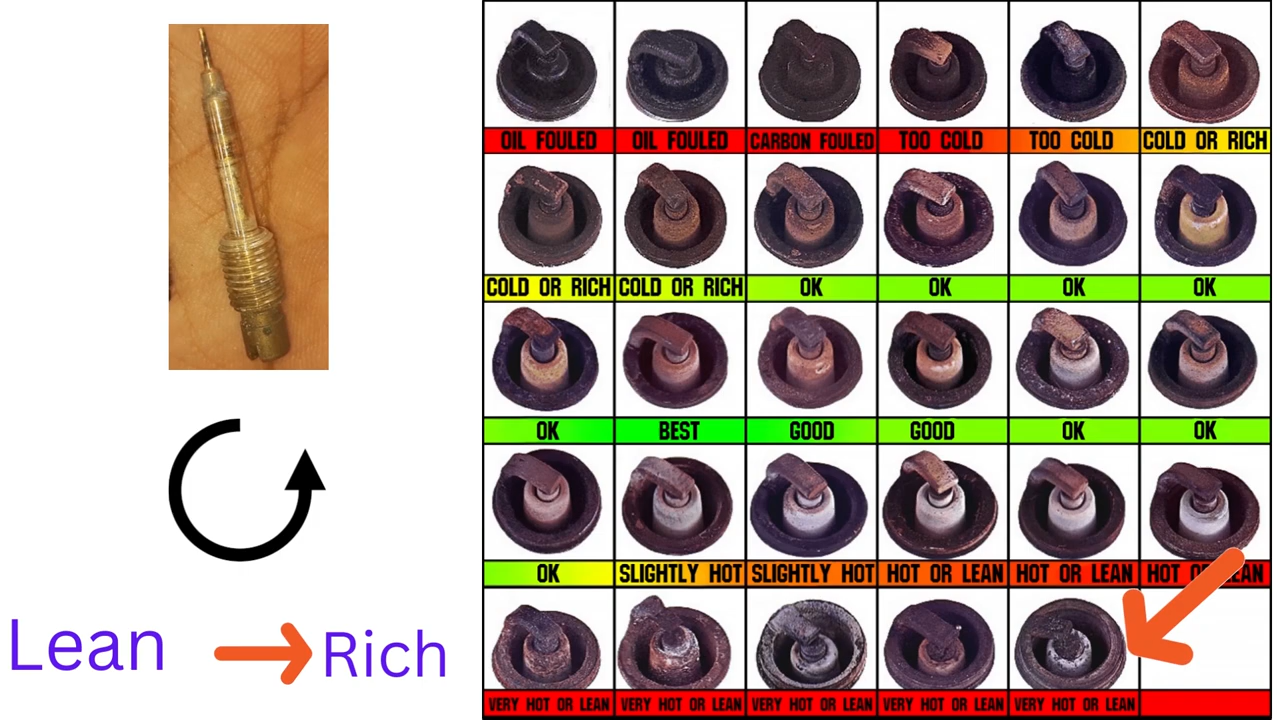 OIL FOULED
OIL FOULED
CARBON FOULED
TOO COLD
TOO COLD
COLD OR RICH
COLD OR RICH
COLD OR RICH
OK
OK
OK
OK
OK
BEST
GOOD
GOOD
OK
OK
OK
SLIGHTLY HOT
SLIGHTLY HOT
HOT OR LEAN
HOT OR LEAN
HOT OR LEAN
VERY HOT OR LEAN
VERY HOT OR LEAN
VERY HOT OR LEAN
VERY HOT OR LEAN
VERY HOT OR LEAN
Lean
Rich